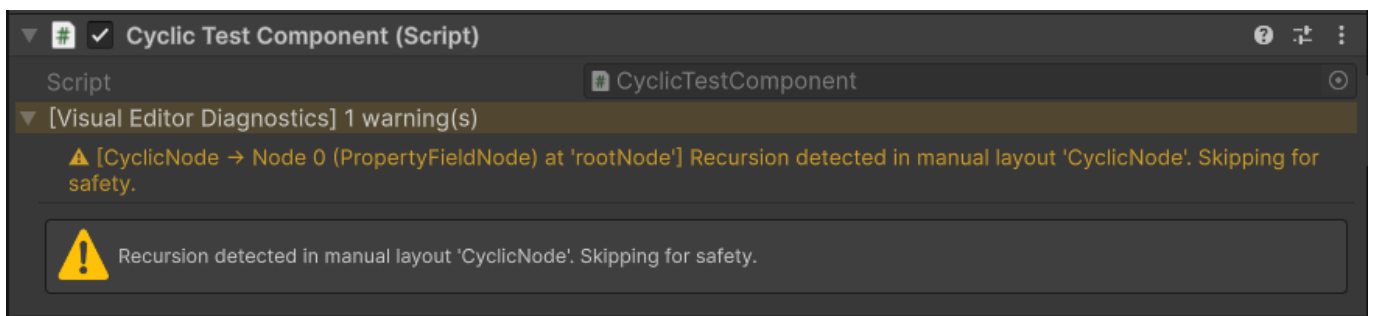 Cyclic Test Component (Script)
Script
CyclicTestComponent
[Visual Editor Diagnostics] 1 warning(s)
[CyclicNode → Node 0 (PropertyFieldNode) at 'rootNode'] Recursion detected in manual layout 'CyclicNode'. Skipping for
safety.
Recursion detected in manual layout 'CyclicNode'. Skipping for safety.